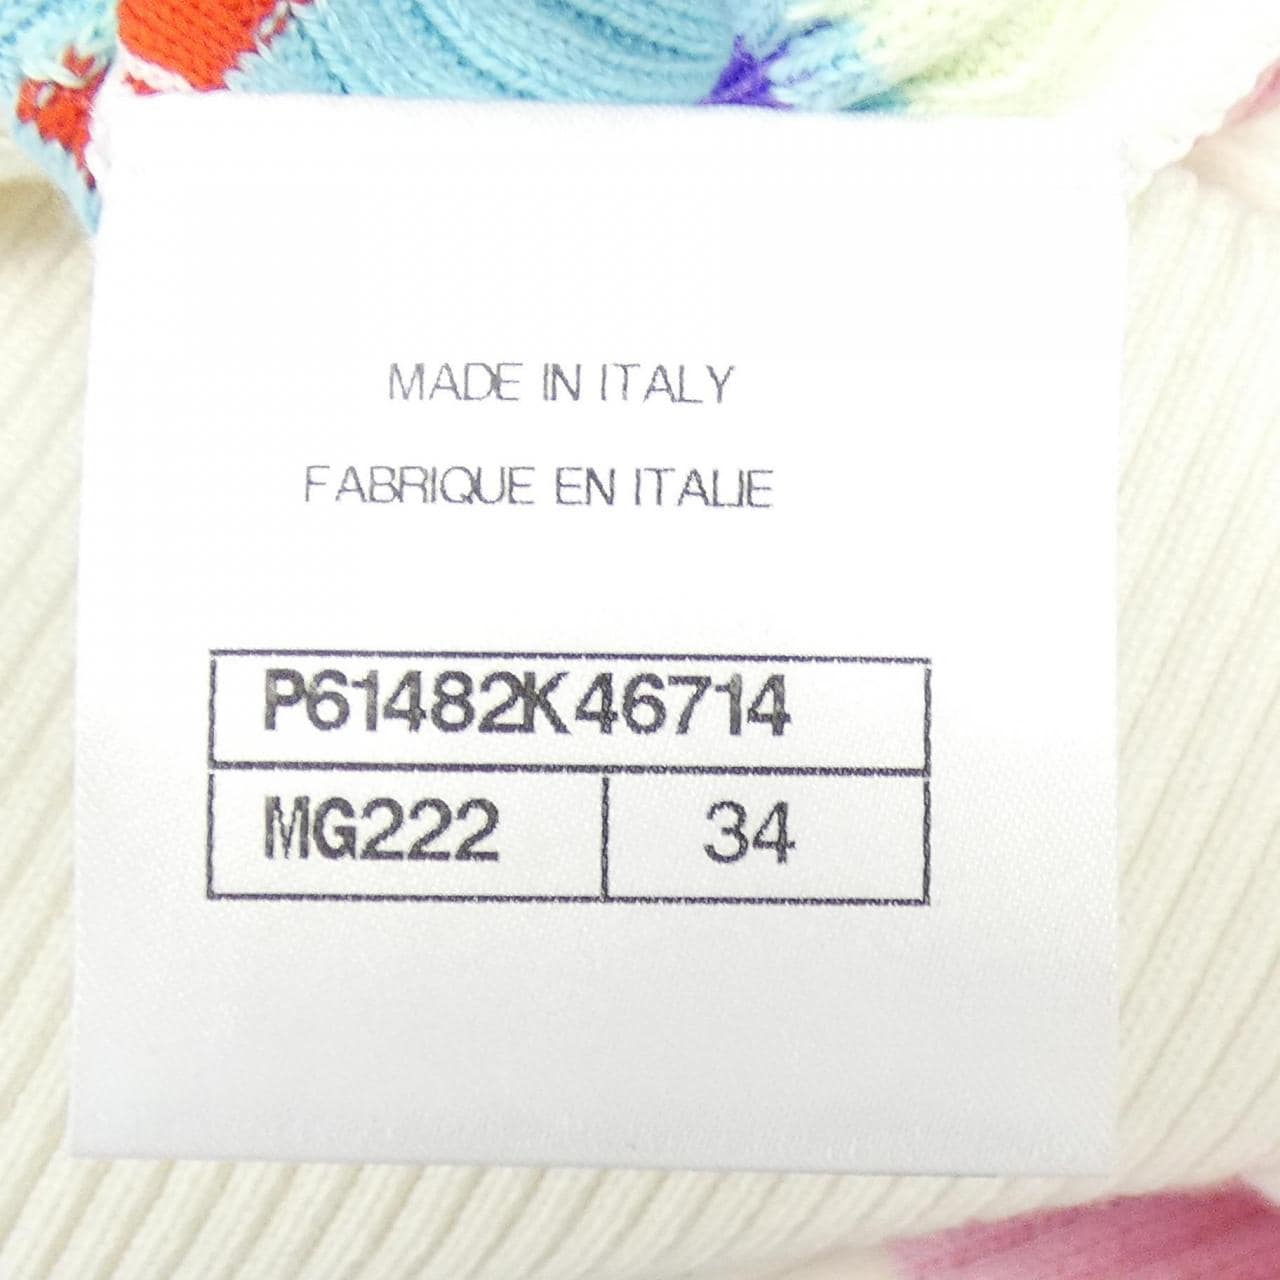 MADE IN ITALY
FABRIQUE EN ITALIE
P61482K46714
MG222 34